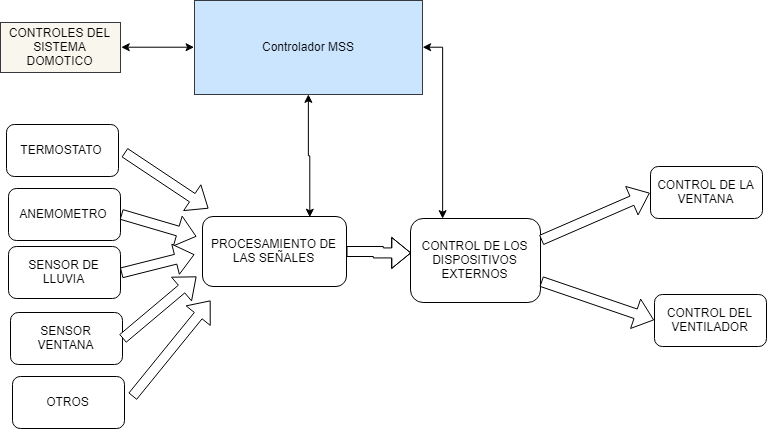 CONTROLES DEL
SISTEMA
DOMOTICO
Controlador MSS
TERMOSTATO
ANEMOMETRO
SENSOR DE
LLUVIA
SENSOR
VENTANA
OTROS
PROCESAMIENTO DE
LAS SEÑALES
CONTROL DE LOS
DISPOSITIVOS
EXTERNOS
CONTROL DE LA
VENTANA
CONTROL DEL
VENTILADOR